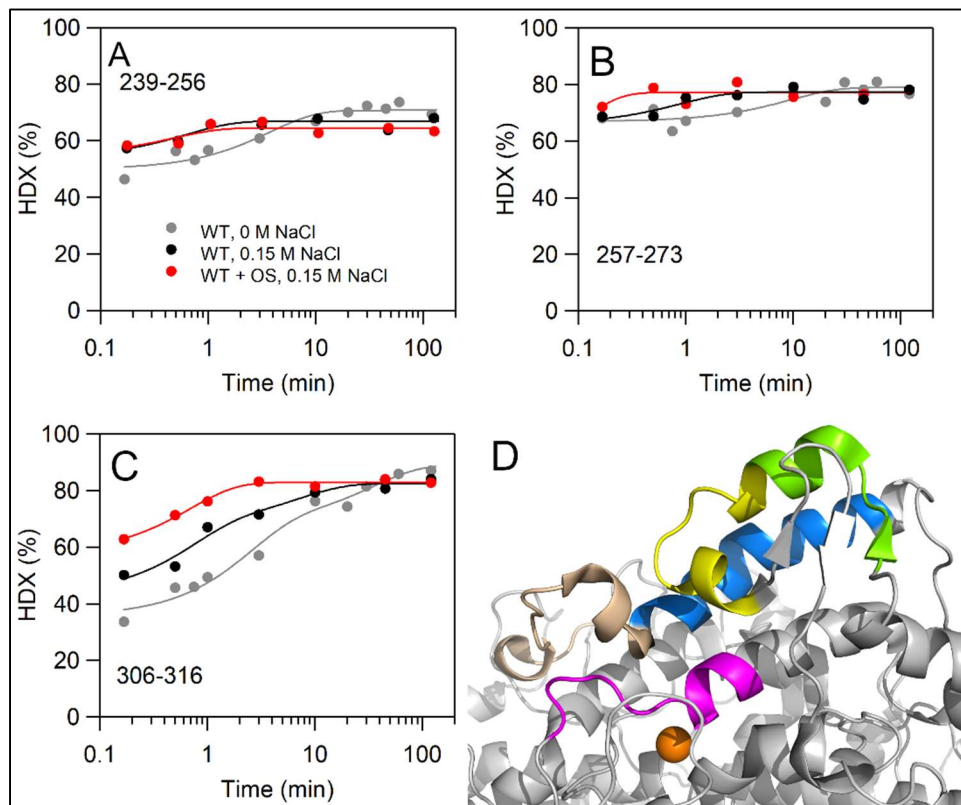 A
239-256
100
80
60
40
20
0
HDX (%)
WT, 0 M NaCl
WT, 0.15 M NaCl
WT + OS, 0.15 M NaCl
0.1 1 10 100
Time (min)
B
100
80
60
40
20
0
HDX (%)
257-273
0.1 1 10 100
Time (min)
C
100
80
60
40
20
0
HDX (%)
306-316
0.1 1 10 100
Time (min)
D